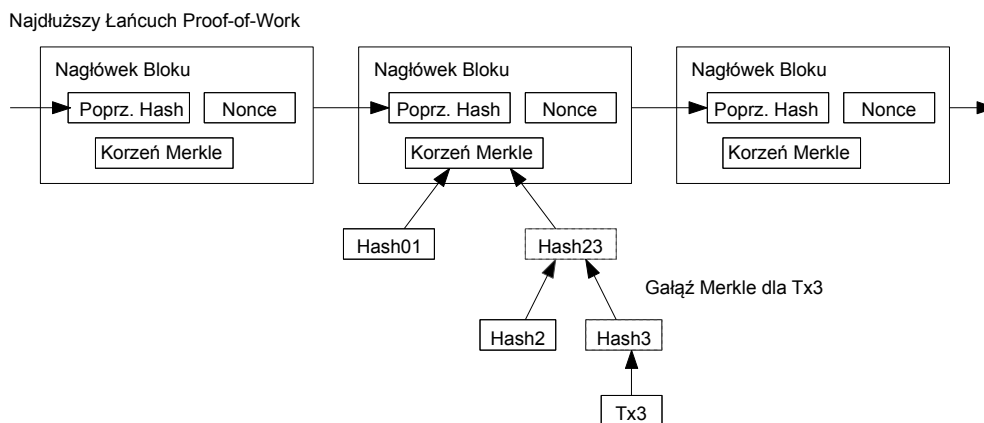 Najdłuższy Łańcuch Proof-of-Work
Nagłówek Bloku
Poprz. Hash
Nonce
Korzeń Merkle
Nagłówek Bloku
Poprz. Hash
Nonce
Korzeń Merkle
Nagłówek Bloku
Poprz. Hash
Nonce
Korzeń Merkle
Hash01
Hash23
Gałąź Merkle dla Tx3
Hash2
Hash3
Tx3